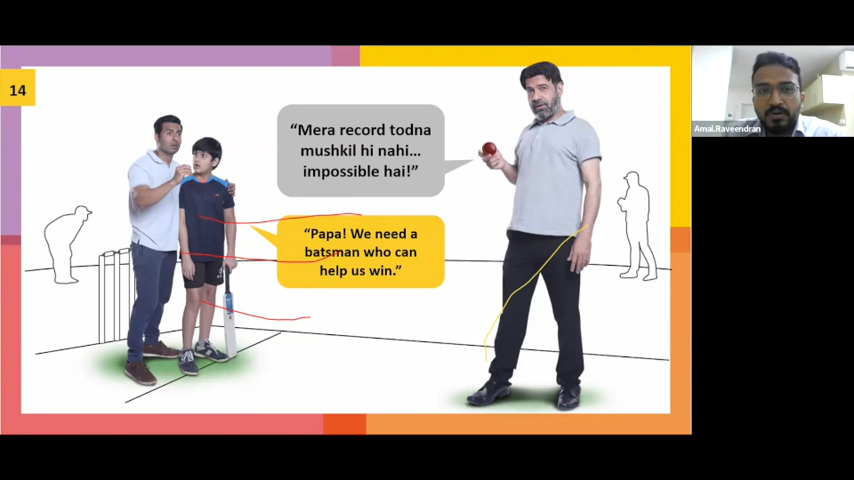 14
“Mera record todna
mushkil hi nahi...
impossible hai!”
“Papa! We need a
batsman who can
help us win.”
Amal.Raveendran